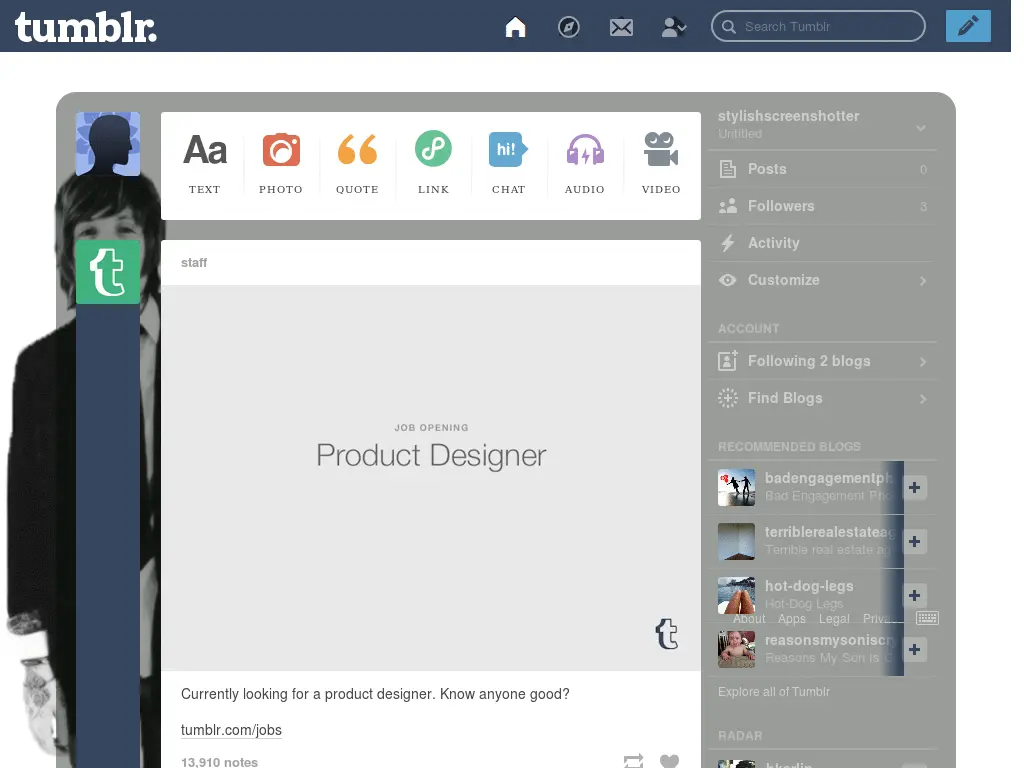 tumblr.
Search Tumblr
Aa
hi!
TEXT
PHOTO
QUOTE
LINK
CHAT
AUDIO
VIDEO
stylishscreenshotter
Untitled
Posts 0
Followers 3
Activity
Customize
ACCOUNT
Following 2 blogs
Find Blogs
RECOMMENDED BLOGS
badengagementph
Bad Engagement Pho
terriblerealestateag
Terrible real estate a
hot-dog-legs
Hot-Dog Legs
About Apps Legal Priva
reasonsmysoniscry
Reasons My Son Is C
Explore all of Tumblr
RADAR
staff
JOB OPENING
Product Designer
t
Currently looking for a product designer. Know anyone good?
tumblr.com/jobs
13,910 notes